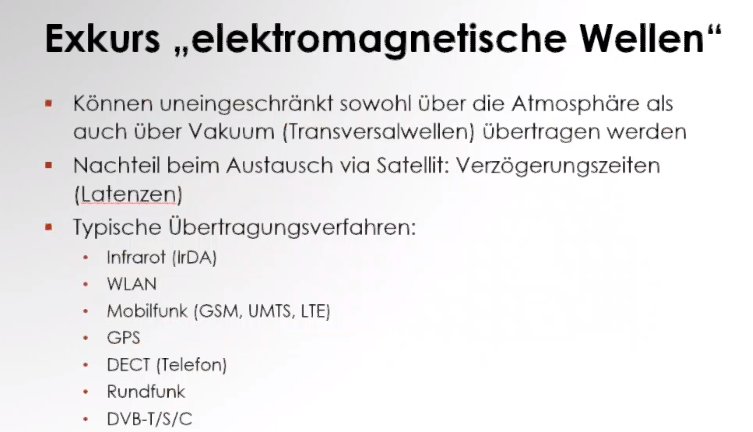 Exkurs „elektromagnetische Wellen“
▪ Können uneingeschränkt sowohl über die Atmosphäre als
auch über Vakuum (Transversalwellen) übertragen werden
▪ Nachteil beim Austausch via Satellit: Verzögerungszeiten
(Latenzen)
▪ Typische Übertragungsverfahren:
• Infrarot (IrDA)
• WLAN
• Mobilfunk (GSM, UMTS, LTE)
• GPS
• DECT (Telefon)
• Rundfunk
• DVB-T/S/C